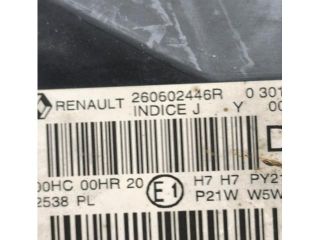 RENAULT 260602446R 0 301
INDICE J Y 00
D
00HC 00HR 20 E1 H7 H7 PY21
2538 PL P21W W5W